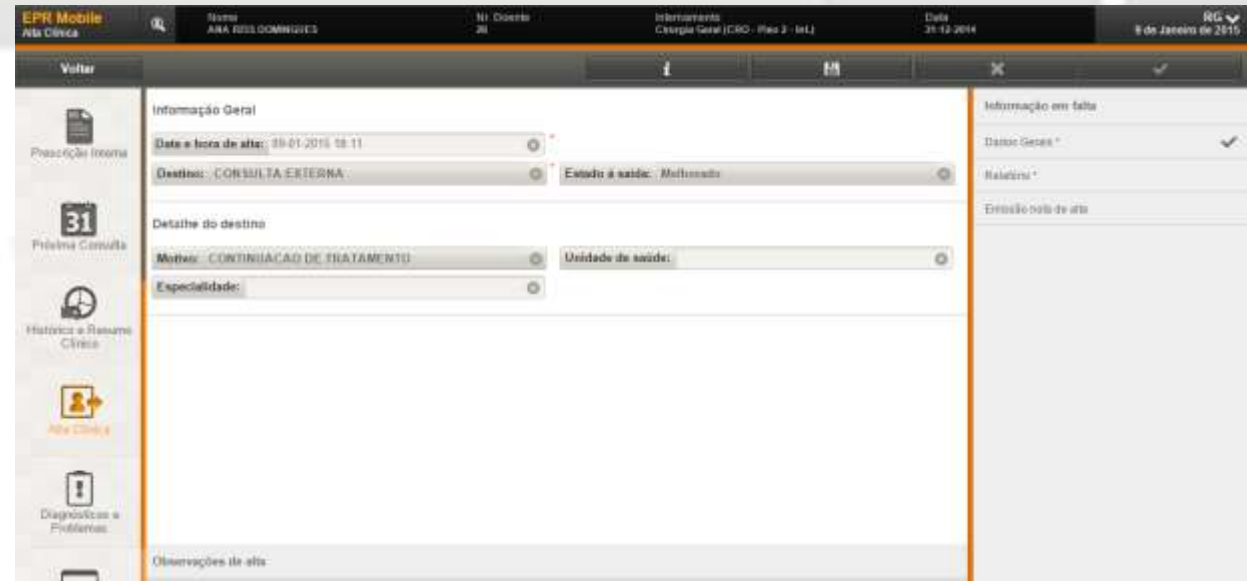 EPR Mobile
Alta Clínica
Nome
ANA REIS DOMINGUES
Nr. Doente
Internamento
Cirurgia Geral (CRO - Piso 2 - Int.)
Data
31-12-2014
RG
9 de Janeiro de 2015
Voltar
Prescrição Interna
31
Próxima Consulta
Histórico e Resumo
Clínico
Alta Clínica
Diagnósticos e
Problemas
Informação Geral
Data e hora de alta: 09-01-2015 18:11 *
Destino: CONSULTA EXTERNA *
Estado à saída: Melhorado
Detalhe do destino
Motivo: CONTINUACAO DE TRATAMENTO
Unidade de saúde:
Especialidade:
Observações de alta
Informação em falta
Dados Gerais *
Relatório *
Emissão nota de alta